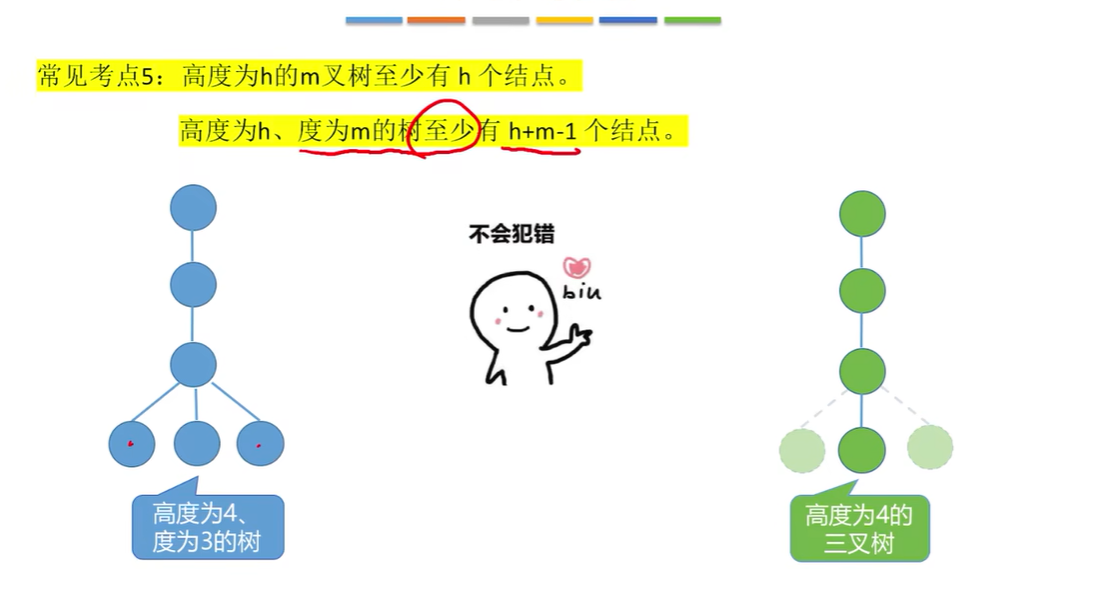 常见考点5：高度为h的m叉树至少有 h 个结点。
高度为h、度为m的树至少有 h+m-1 个结点。
不会犯错
biu
高度为4、
度为3的树
高度为4的
三叉树